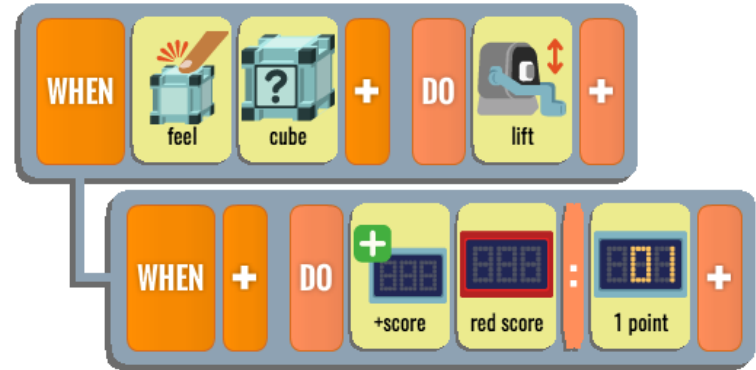 WHEN feel cube + DO lift +
WHEN + DO +score red score : 1 point +